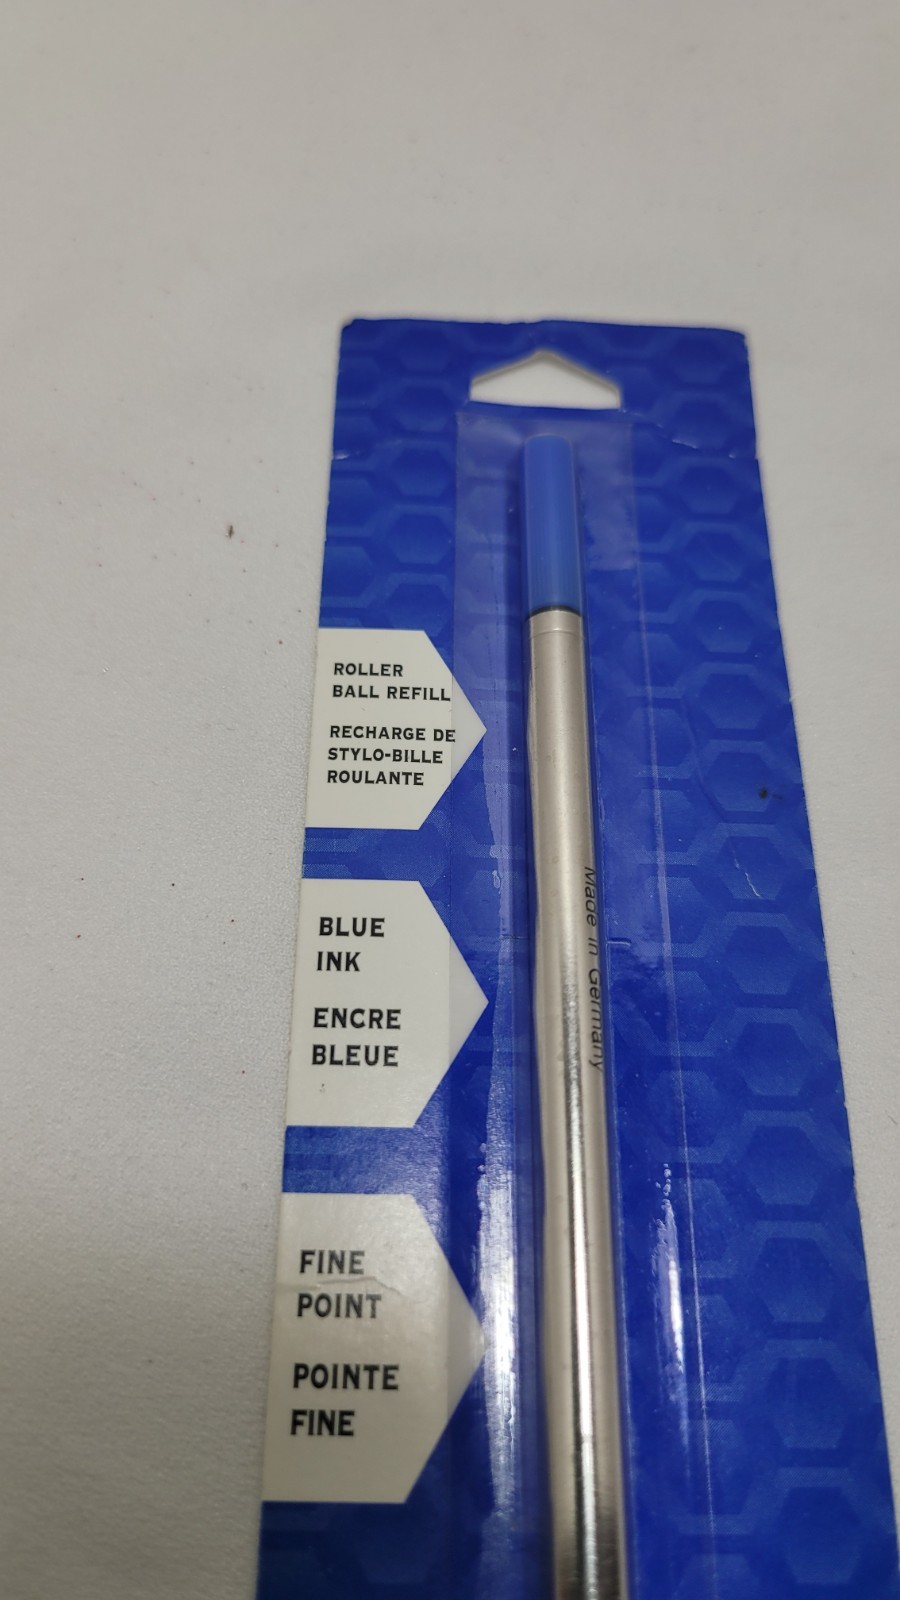 ROLLER
BALL REFILL
RECHARGE DE
STYLO-BILLE
ROULANTE
BLUE
INK
ENCRE
BLEUE
FINE
POINT
POINTE
FINE
Made in Germany